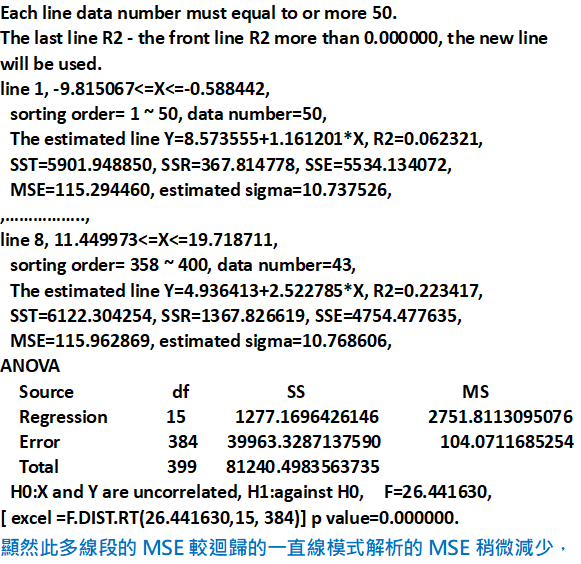 Each line data number must equal to or more 50.
The last line R2 - the front line R2 more than 0.000000, the new line
will be used.
line 1, -9.815067<=X<=-0.588442,
sorting order= 1 ~ 50, data number=50,
The estimated line Y=8.573555+1.161201*X, R2=0.062321,
SST=5901.948850, SSR=367.814778, SSE=5534.134072,
MSE=115.294460, estimated sigma=10.737526,
,……………..,
line 8, 11.449973<=X<=19.718711,
sorting order= 358 ~ 400, data number=43,
The estimated line Y=4.936413+2.522785*X, R2=0.223417,
SST=6122.304254, SSR=1367.826619, SSE=4754.477635,
MSE=115.962869, estimated sigma=10.768606,
ANOVA
Source df SS MS
Regression 15 1277.1696426146 2751.8113095076
Error 384 39963.3287137590 104.0711685254
Total 399 81240.4983563735
H0:X and Y are uncorrelated, H1:against H0, F=26.441630,
[ excel =F.DIST.RT(26.441630,15, 384)] p value=0.000000.
顯然此多線段的 MSE 較迴歸的一直線模式解析的 MSE 稍微減少，